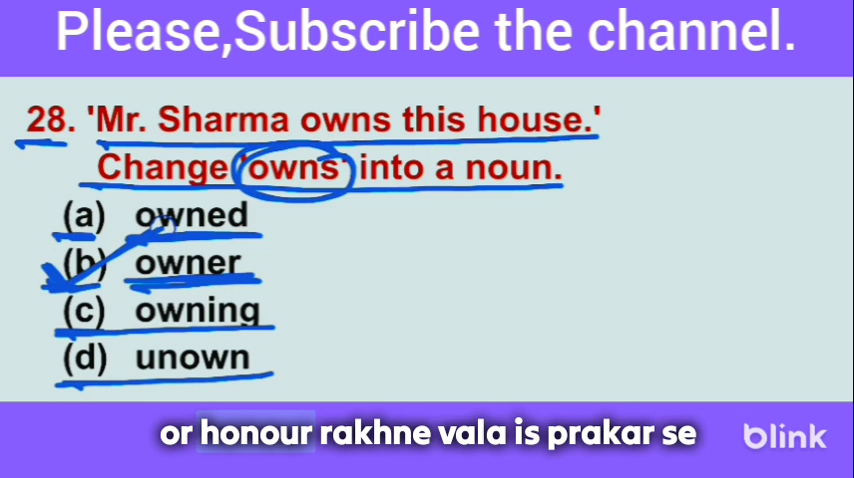 Please,Subscribe the channel.
28. 'Mr. Sharma owns this house.'
Change 'owns' into a noun.
(a) owned
(b) owner
(c) owning
(d) unown
or honour rakhne vala is prakar se
blink